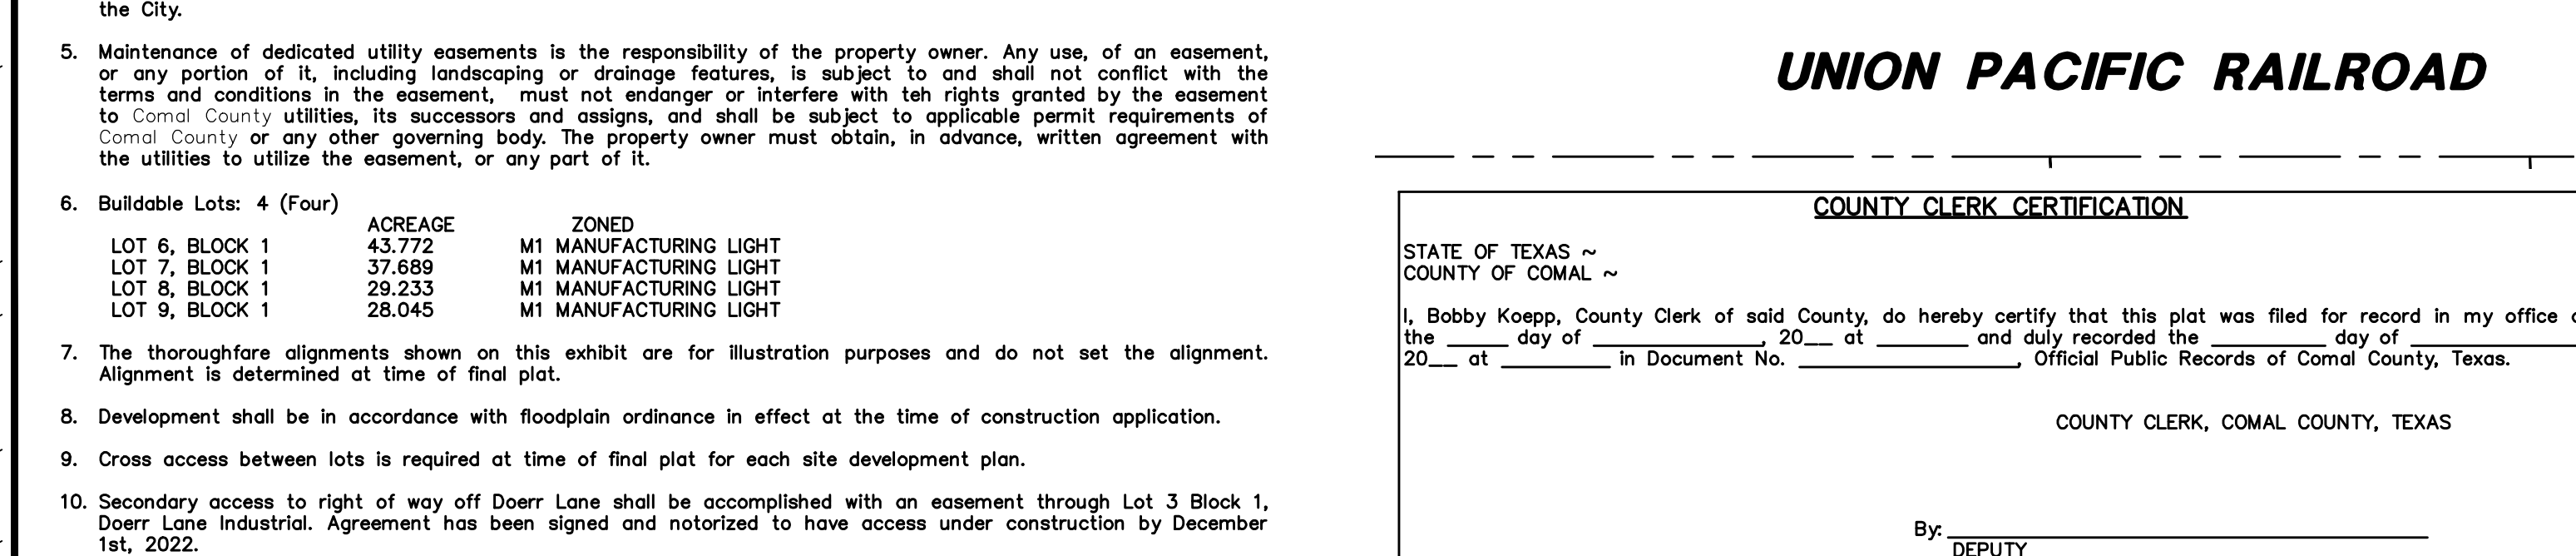 the City.
5. Maintenance of dedicated utility easements is the responsibility of the property owner. Any use, of an easement,
or any portion of it, including landscaping or drainage features, is subject to and shall not conflict with the
terms and conditions in the easement, must not endanger or interfere with teh rights granted by the easement
to Comal County utilities, its successors and assigns, and shall be subject to applicable permit requirements of
Comal County or any other governing body. The property owner must obtain, in advance, written agreement with
the utilities to utilize the easement, or any part of it.
6. Buildable Lots: 4 (Four)
ACREAGE ZONED
LOT 6, BLOCK 1 43.772 M1 MANUFACTURING LIGHT
LOT 7, BLOCK 1 37.689 M1 MANUFACTURING LIGHT
LOT 8, BLOCK 1 29.233 M1 MANUFACTURING LIGHT
LOT 9, BLOCK 1 28.045 M1 MANUFACTURING LIGHT
7. The thoroughfare alignments shown on this exhibit are for illustration purposes and do not set the alignment.
Alignment is determined at time of final plat.
8. Development shall be in accordance with floodplain ordinance in effect at the time of construction application.
9. Cross access between lots is required at time of final plat for each site development plan.
10. Secondary access to right of way off Doerr Lane shall be accomplished with an easement through Lot 3 Block 1,
Doerr Lane Industrial. Agreement has been signed and notorized to have access under construction by December
1st, 2022.
UNION PACIFIC RAILROAD
COUNTY CLERK CERTIFICATION
STATE OF TEXAS ~
COUNTY OF COMAL ~
I, Bobby Koepp, County Clerk of said County, do hereby certify that this plat was filed for record in my office
the _____ day of ______________, 20__ at ________ and duly recorded the __________ day of ______________
20__ at _________ in Document No. __________________, Official Public Records of Comal County, Texas.
COUNTY CLERK, COMAL COUNTY, TEXAS
By: ________________________________________
DEPUTY